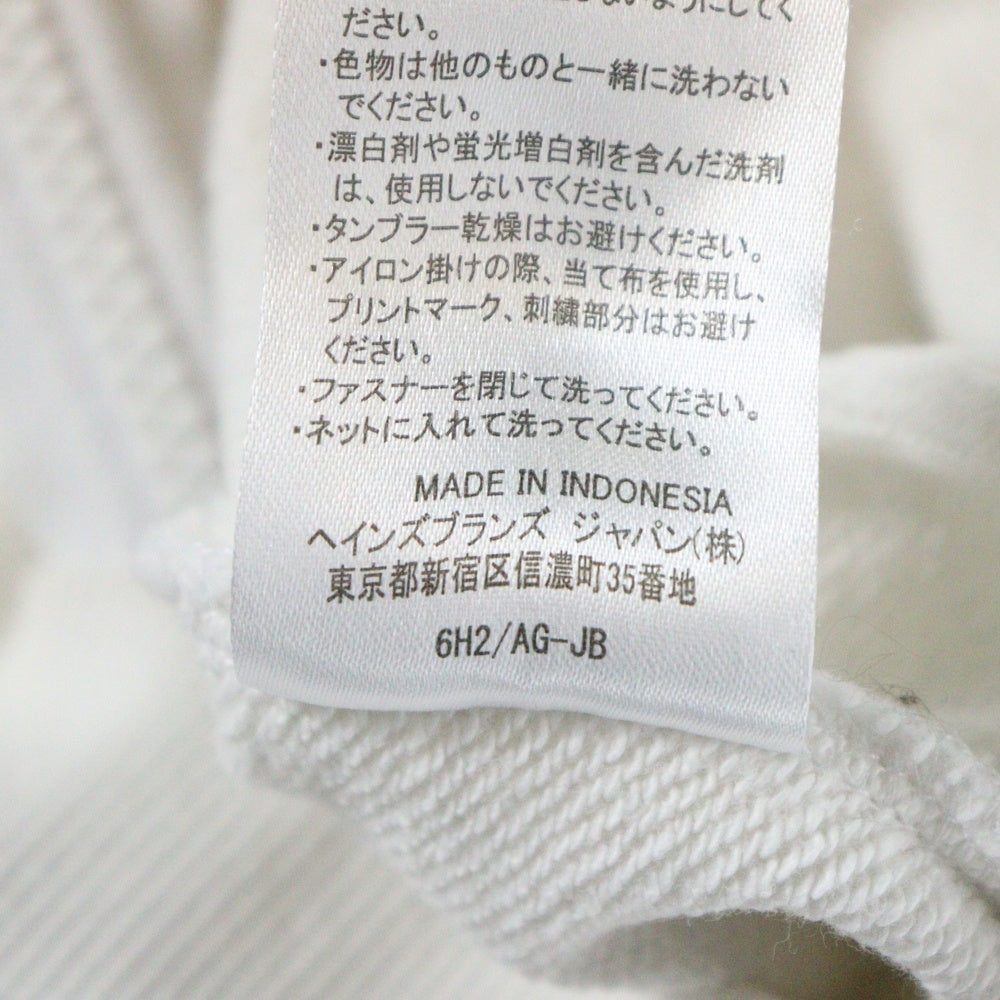 ないようにしてく
ださい。
・色物は他のものと一緒に洗わない
でください。
・漂白剤や蛍光増白剤を含んだ洗剤
は、使用しないでください。
・タンブラー乾燥はお避けください。
・アイロン掛けの際、当て布を使用し、
プリントマーク、刺繍部分はお避け
ください。
・ファスナーを閉じて洗ってください。
・ネットに入れて洗ってください。
MADE IN INDONESIA
ヘインズブランズ ジャパン(株)
東京都新宿区信濃町35番地
6H2/AG-JB